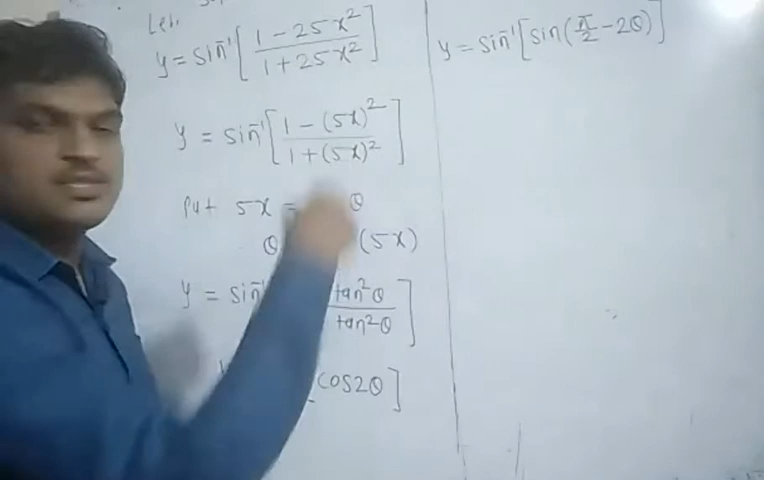 Let
y = sin⁻¹[(1 - 25x²)/(1 + 25x²)]
y = sin⁻¹[(1 - (5x)²)/(1 + (5x)²)]
Put 5x = θ
θ (5x)
y = sin⁻¹ tan²θ / tan²θ]
[cos2θ]
y = sin⁻¹[sin(π/2 - 2θ)]